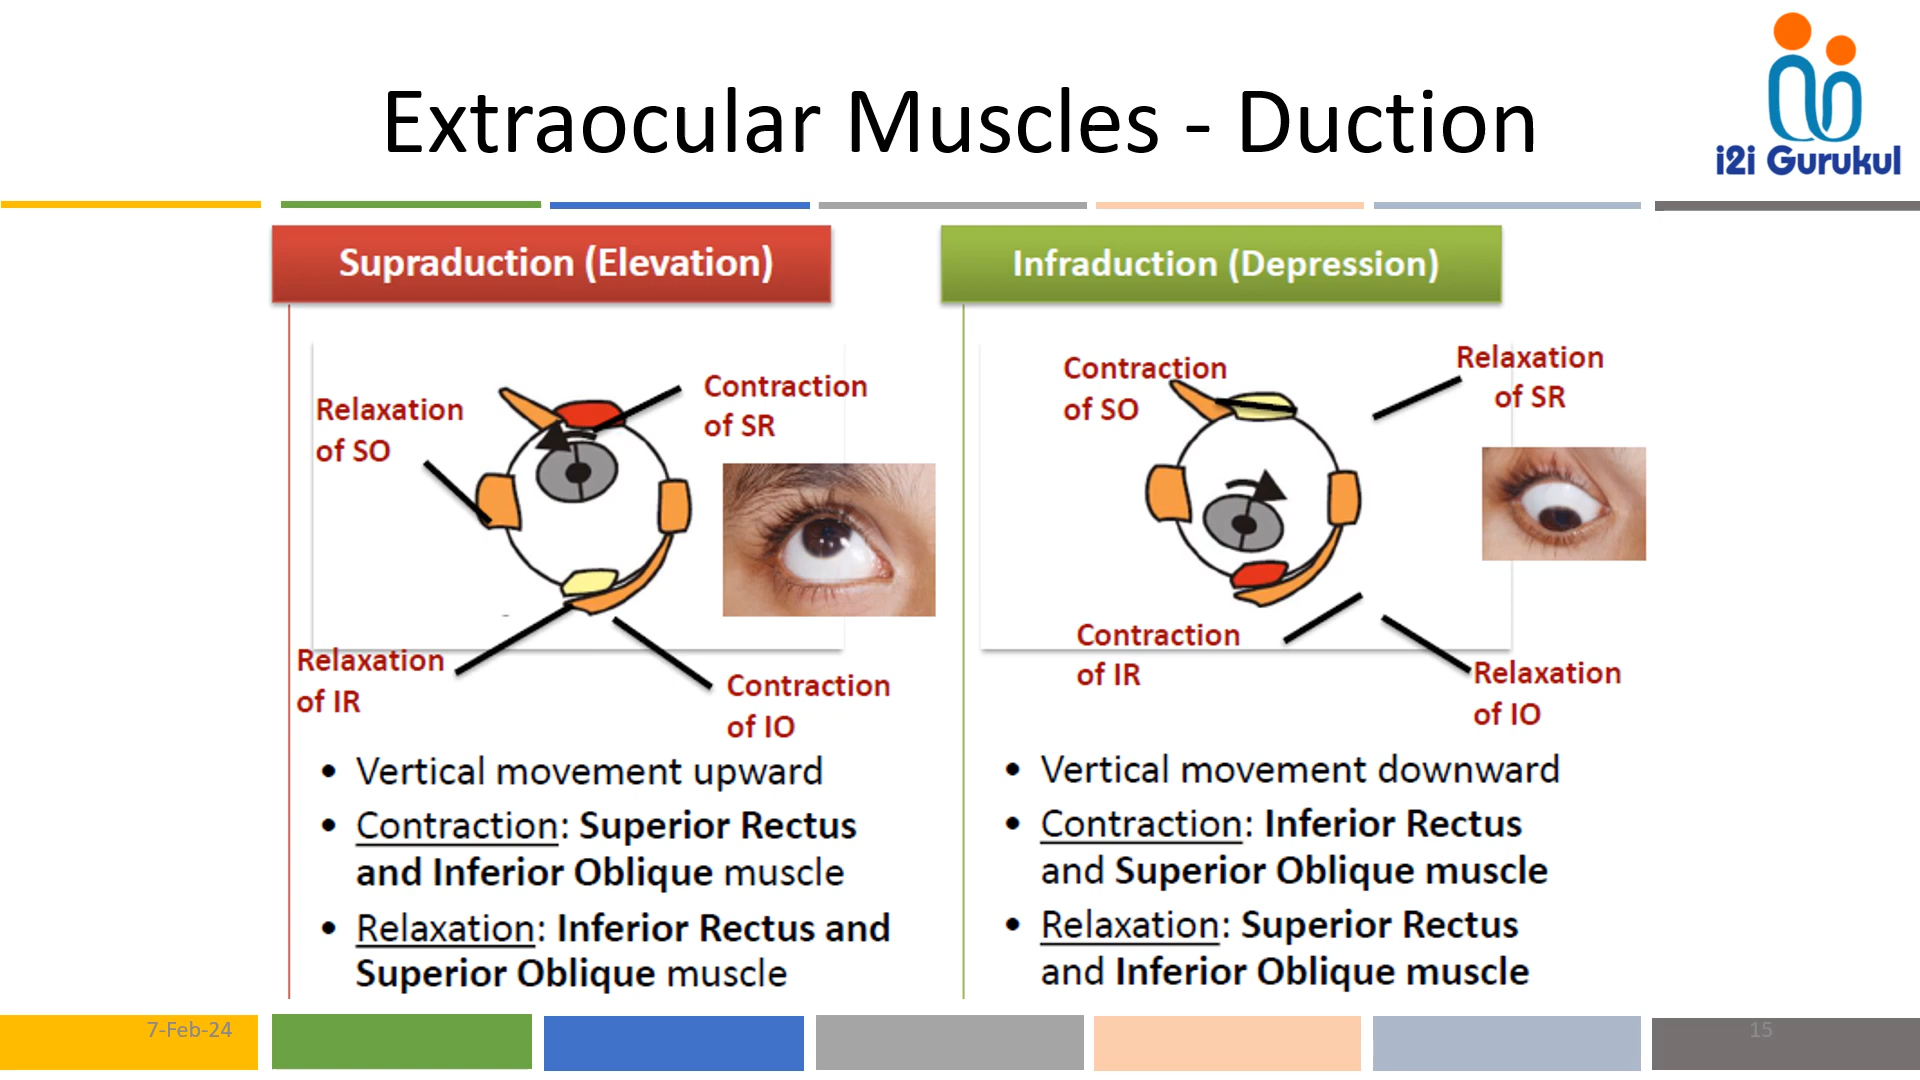 Extraocular Muscles - Duction
i2i Gurukul
Supraduction (Elevation)
Relaxation
of SO
Contraction
of SR
Relaxation
of IR
Contraction
of IO
• Vertical movement upward
• Contraction: Superior Rectus
and Inferior Oblique muscle
• Relaxation: Inferior Rectus and
Superior Oblique muscle
Infraduction (Depression)
Contraction
of SO
Relaxation
of SR
Contraction
of IR
Relaxation
of IO
• Vertical movement downward
• Contraction: Inferior Rectus
and Superior Oblique muscle
• Relaxation: Superior Rectus
and Inferior Oblique muscle
7-Feb-24
15